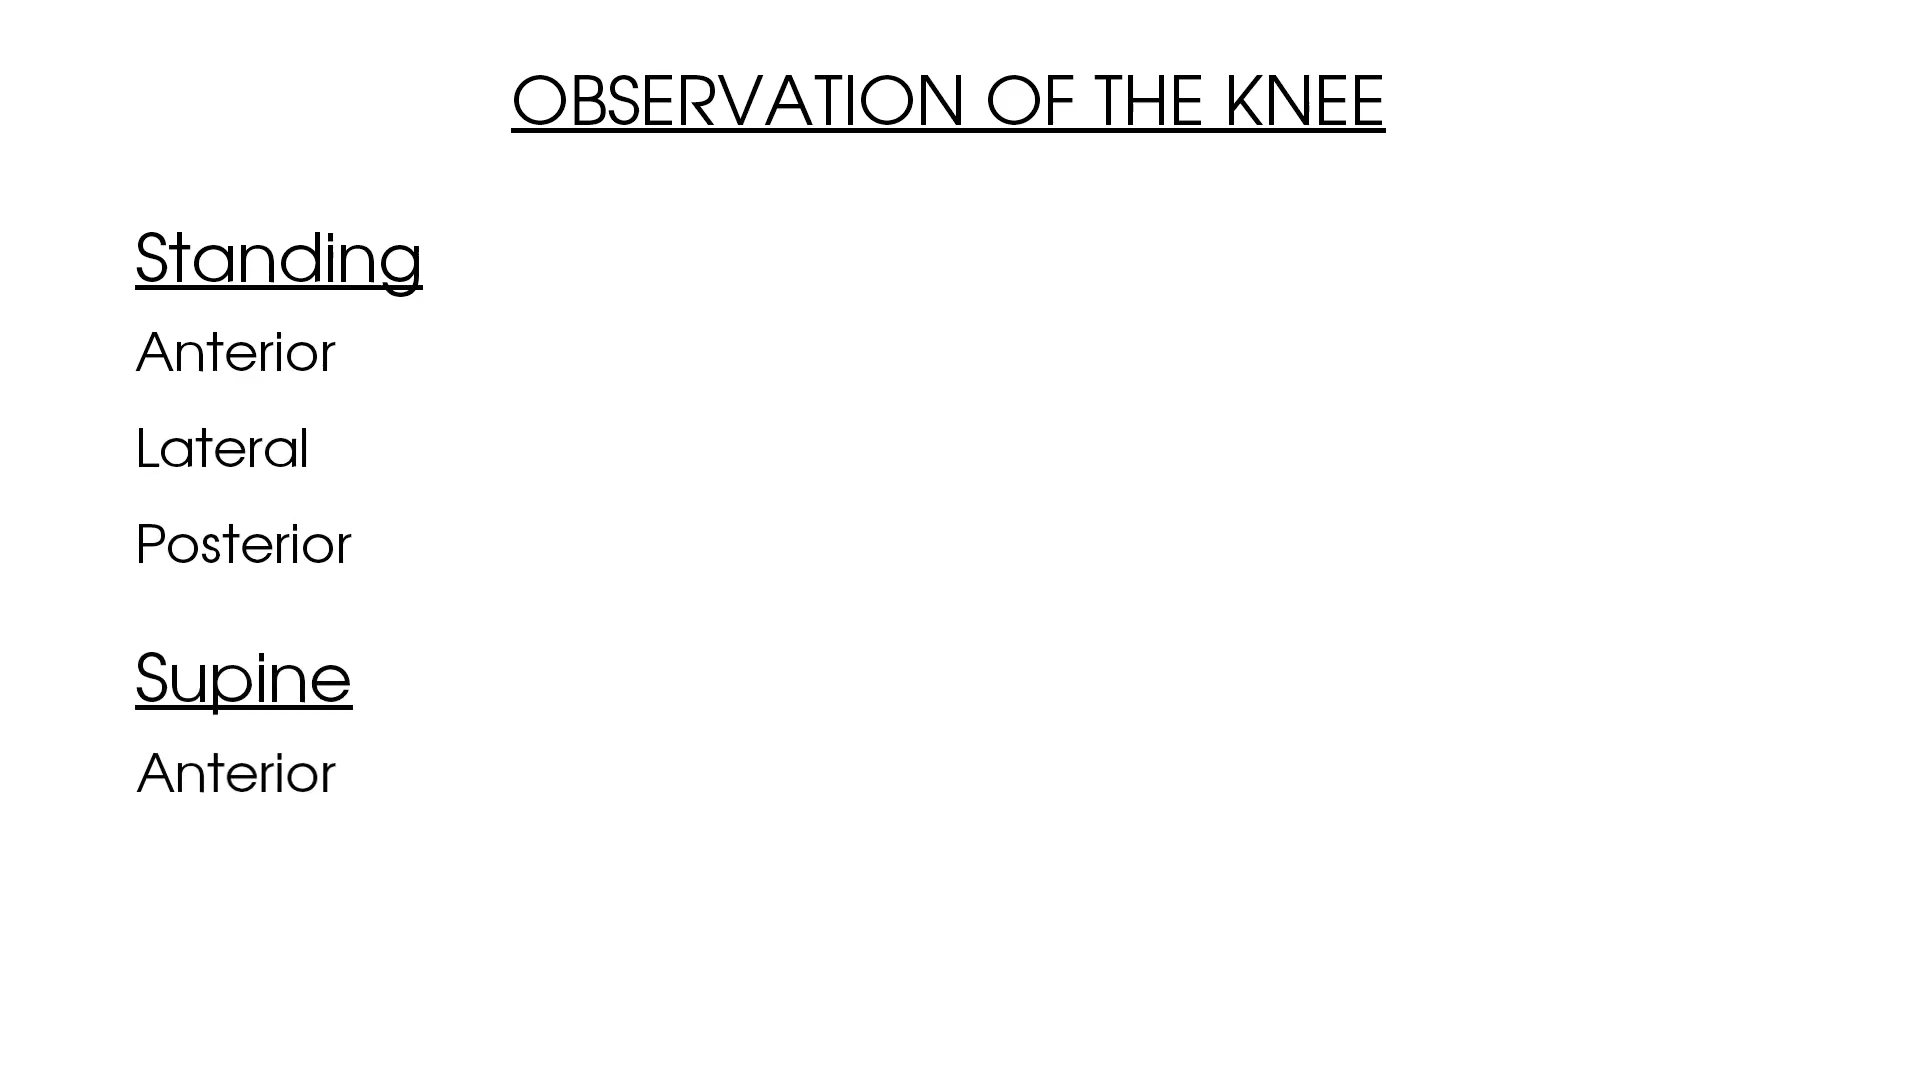 OBSERVATION OF THE KNEE
Standing
Anterior
Lateral
Posterior
Supine
Anterior